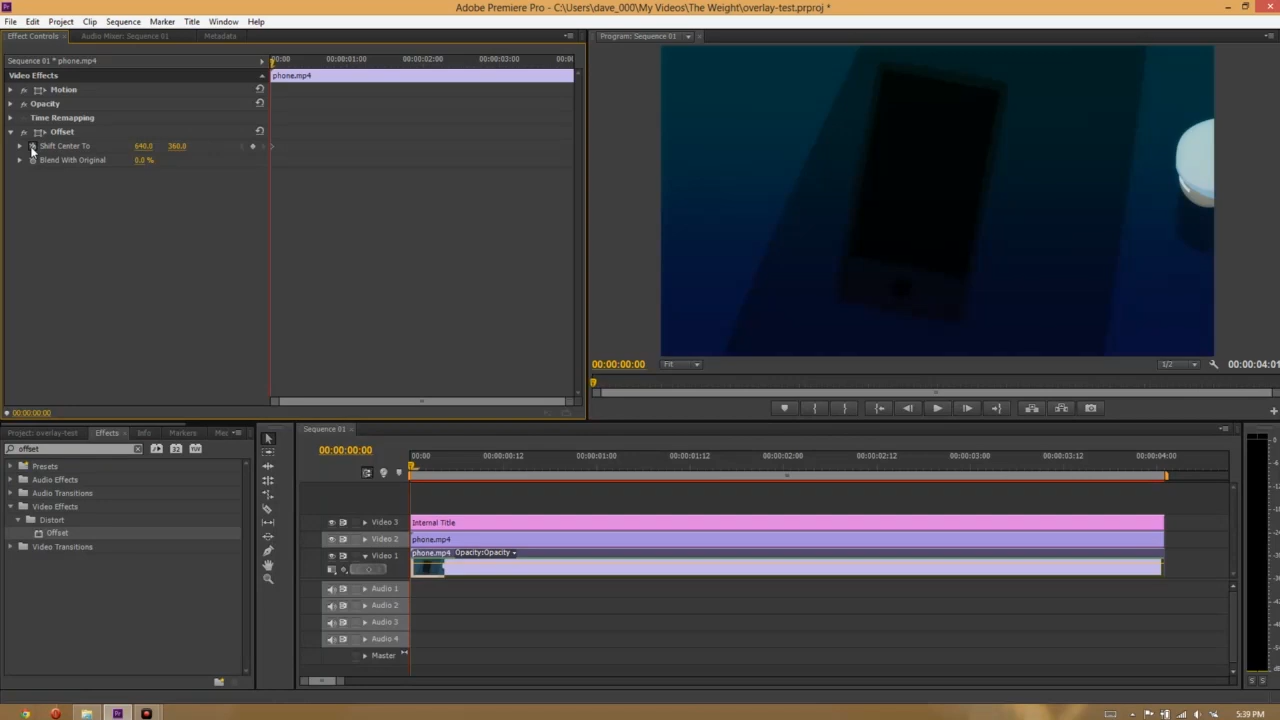 Adobe Premiere Pro - C:\Users\dave_000\My Videos\The Weight\overlay-test.prproj *
File Edit Project Clip Sequence Marker Title Window Help
Effect Controls Audio Mixer: Sequence 01 Metadata
Program: Sequence 01
Sequence 01 * phone.mp4
:00:00 00:00:01:00 00:00:02:00 00:00:03:00 00:00
Video Effects
phone.mp4
Motion
Opacity
Time Remapping
Offset
Shift Center To 640.0 360.0
Blend With Original 0.0 %
00:00:00:00 Fit 1/2 00:00:04:01
00:00:00:00
Project: overlay-test Effects Info Markers Me
offset
32 YUV
Presets
Audio Effects
Audio Transitions
Video Effects
Distort
Offset
Video Transitions
Sequence 01
00:00:00:00
:00:00 00:00:00:12 00:00:01:00 00:00:01:12 00:00:02:00 00:00:02:12 00:00:03:00 00:00:03:12 00:00:04:00
Video 3 Internal Title
Video 2 phone.mp4
Video 1 phone.mp4 Opacity:Opacity
Audio 1
Audio 2
Audio 3
Audio 4
Master
S S
Pr
5:39 PM